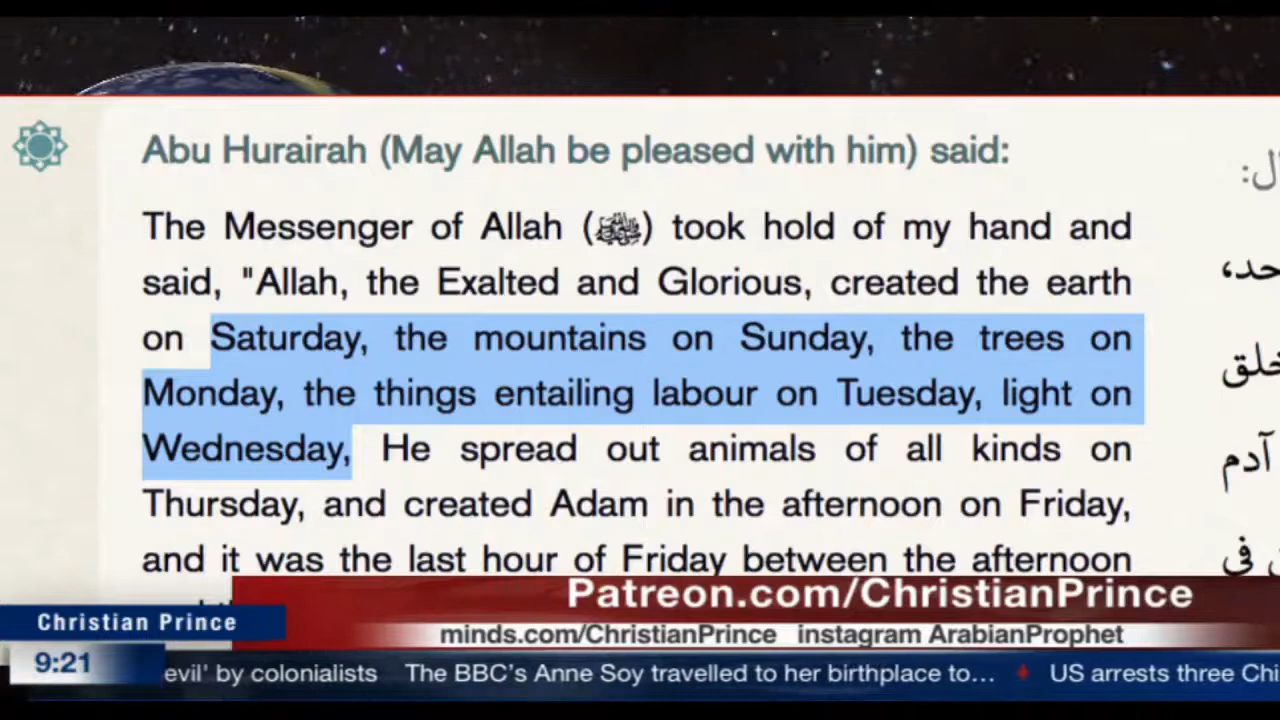 Abu Hurairah (May Allah be pleased with him) said:
The Messenger of Allah (ﷺ) took hold of my hand and
said, "Allah, the Exalted and Glorious, created the earth
on Saturday, the mountains on Sunday, the trees on
Monday, the things entailing labour on Tuesday, light on
Wednesday, He spread out animals of all kinds on
Thursday, and created Adam in the afternoon on Friday,
and it was the last hour of Friday between the afternoon
ال:
حد،
خلق
آدم
في
Patreon.com/ChristianPrince
Christian Prince
minds.com/ChristianPrince instagram ArabianProphet
9:21
evil' by colonialists The BBC's Anne Soy travelled to her birthplace to... US arrests three Chi